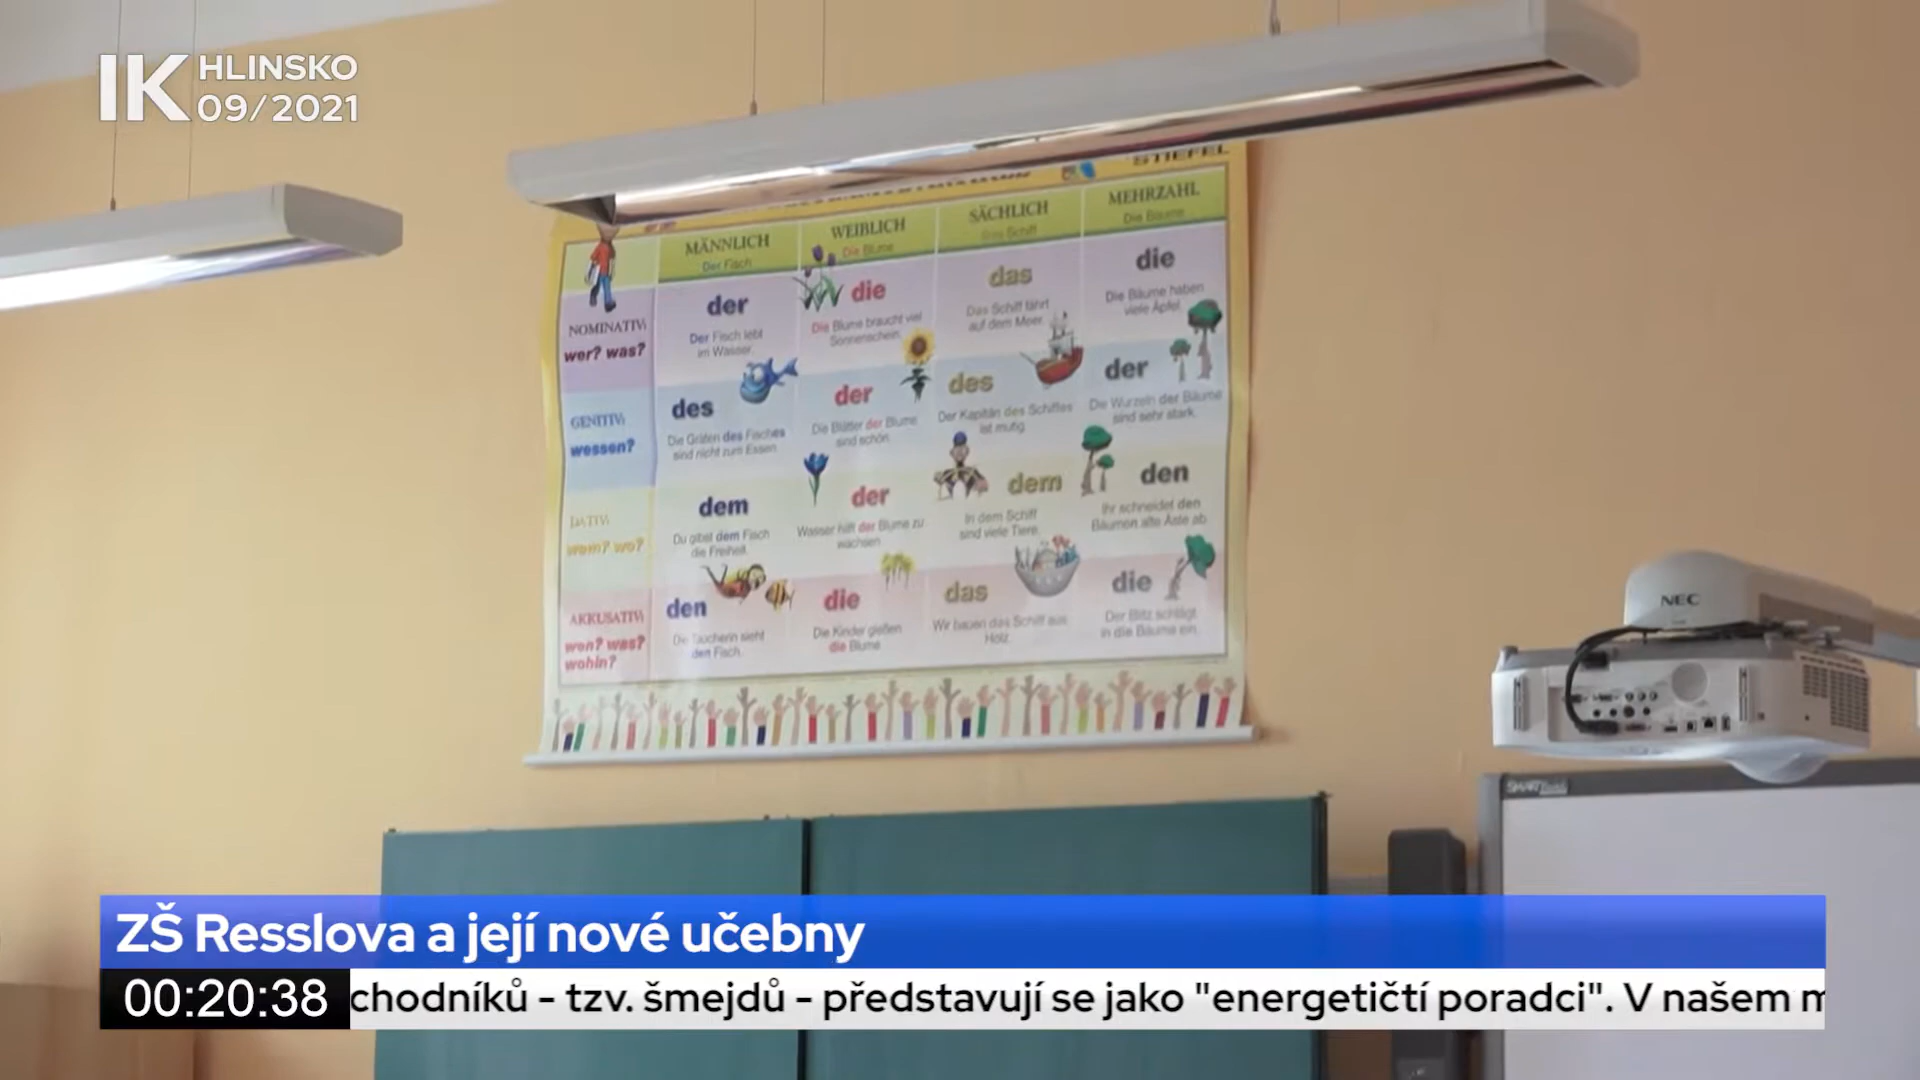 IK HLINSKO
09/2021
STIEFEL
MÄNNLICH
Der Fisch
WEIBLICH
Die Blume
SÄCHLICH
Das Schiff
MEHRZAHL
Die Bäume
NOMINATIV:
wer? was?
der
Der Fisch lebt
im Wasser.
die
Die Blume braucht viel
Sonnenschein.
das
Das Schiff fährt
auf dem Meer.
die
Die Bäume haben
viele Äpfel.
GENITIV:
wessen?
des
Die Gräten des Fisches
sind nicht zum Essen.
der
Die Blätter der Blume
sind schön.
des
Der Kapitän des Schiffes
ist mutig.
der
Die Wurzeln der Bäume
sind sehr stark.
DATIV:
wem? wo?
dem
Du gibst dem Fisch
die Freiheit.
der
Wasser hilft der Blume zu
wachsen.
dem
In dem Schiff
sind viele Tiere.
den
Ihr schneidet den
Bäumen alte Äste ab.
AKKUSATIV:
wen? was?
wohin?
den
Die Taucherin sieht
den Fisch.
die
Die Kinder gießen
die Blume
das
Wir bauen das Schiff aus
Holz.
die
Der Blitz schlägt
in die Bäume ein.
NEC
SMART
ZŠ Resslova a její nové učebny
00:20:38 chodníků - tzv. šmejdů - představují se jako "energetičtí poradci". V našem m